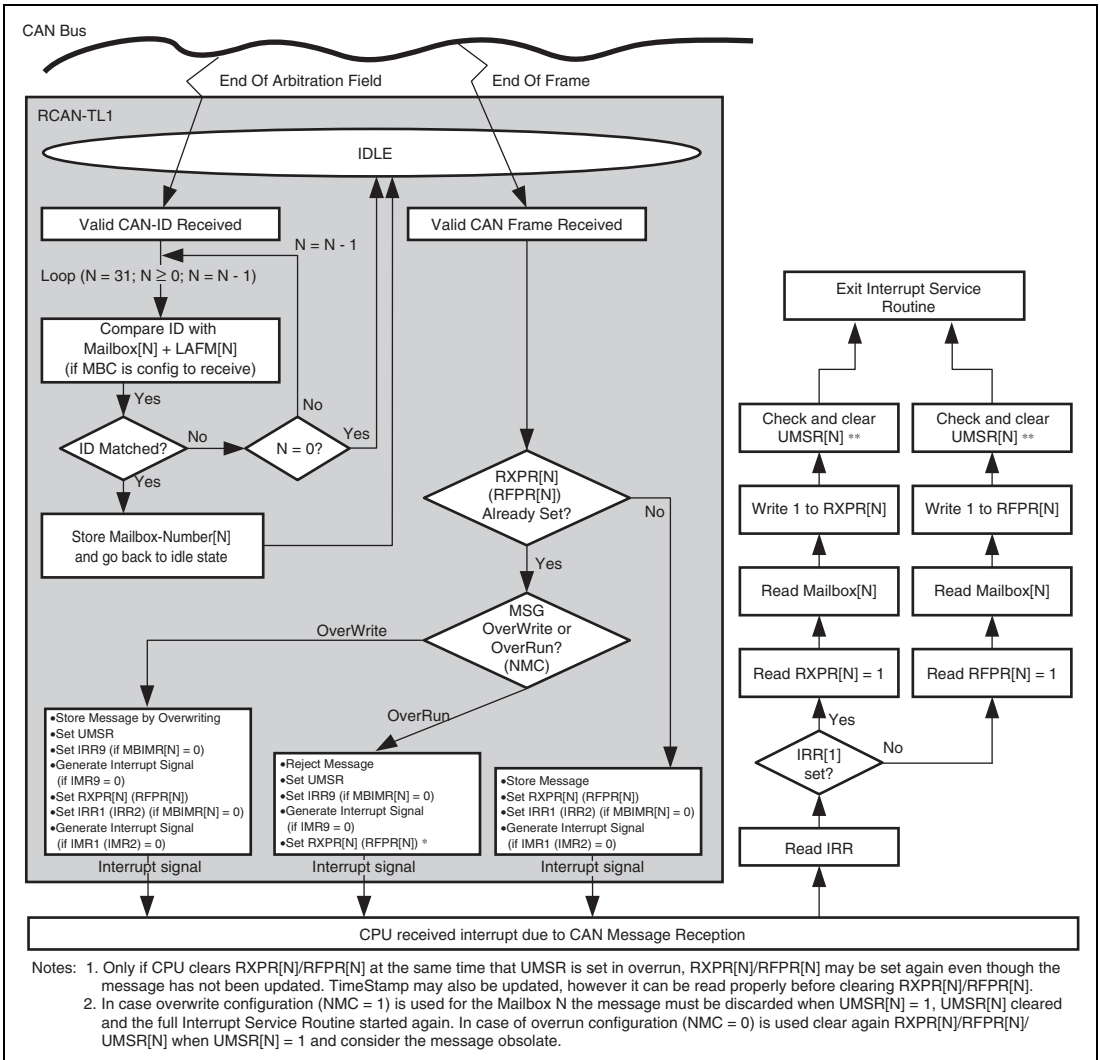 CAN Bus
End Of Arbitration Field
End Of Frame
RCAN-TL1
IDLE
Valid CAN-ID Received
Valid CAN Frame Received
N = N - 1
Loop (N = 31; N ≥ 0; N = N - 1)
Compare ID with
Mailbox[N] + LAFM[N]
(if MBC is config to receive)
Yes
ID Matched?
No
N = 0?
No
Yes
Yes
Store Mailbox-Number[N]
and go back to idle state
RXPR[N]
(RFPR[N])
Already Set?
No
Yes
MSG
OverWrite or
OverRun?
(NMC)
OverWrite
OverRun
•Store Message by Overwriting
•Set UMSR
•Set IRR9 (if MBIMR[N] = 0)
•Generate Interrupt Signal
(if IMR9 = 0)
•Set RXPR[N] (RFPR[N])
•Set IRR1 (IRR2) (if MBIMR[N] = 0)
•Generate Interrupt Signal
(if IMR1 (IMR2) = 0)
•Reject Message
•Set UMSR
•Set IRR9 (if MBIMR[N] = 0)
•Generate Interrupt Signal
(if IMR9 = 0)
•Set RXPR[N] (RFPR[N]) *
•Store Message
•Set RXPR[N] (RFPR[N])
•Set IRR1 (IRR2) (if MBIMR[N] = 0)
•Generate Interrupt Signal
(if IMR1 (IMR2) = 0)
Interrupt signal
Interrupt signal
Interrupt signal
Exit Interrupt Service
Routine
Check and clear
UMSR[N] **
Check and clear
UMSR[N] **
Write 1 to RXPR[N]
Write 1 to RFPR[N]
Read Mailbox[N]
Read Mailbox[N]
Read RXPR[N] = 1
Read RFPR[N] = 1
Yes
IRR[1]
set?
No
Read IRR
CPU received interrupt due to CAN Message Reception
Notes: 1. Only if CPU clears RXPR[N]/RFPR[N] at the same time that UMSR is set in overrun, RXPR[N]/RFPR[N] may be set again even though the
message has not been updated. TimeStamp may also be updated, however it can be read properly before clearing RXPR[N]/RFPR[N].
2. In case overwrite configuration (NMC = 1) is used for the Mailbox N the message must be discarded when UMSR[N] = 1, UMSR[N] cleared
and the full Interrupt Service Routine started again. In case of overrun configuration (NMC = 0) is used clear again RXPR[N]/RFPR[N]/
UMSR[N] when UMSR[N] = 1 and consider the message obsolate.